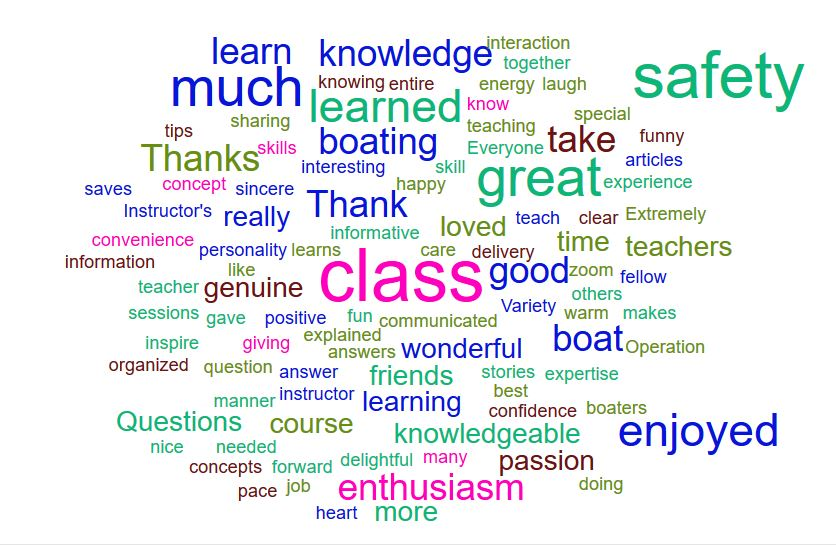 learn knowledge interaction
together
much knowing entire energy laugh safety
learned know
tips sharing boating teaching special
Thanks skills Everyone take funny
interesting skill great articles
saves concept sincere happy experience
Instructor's really Thank loved teach clear Extremely
convenience informative time teachers
information personality learns care delivery
like class good zoom fellow
teacher genuine others
sessions gave positive fun communicated Variety warm makes
inspire giving explained boat Operation
answers wonderful
organized question answer friends stories expertise
manner instructor learning best
confidence boaters
Questions course knowledgeable enjoyed
nice needed
concepts forward delightful many passion
pace job enthusiasm doing
heart more